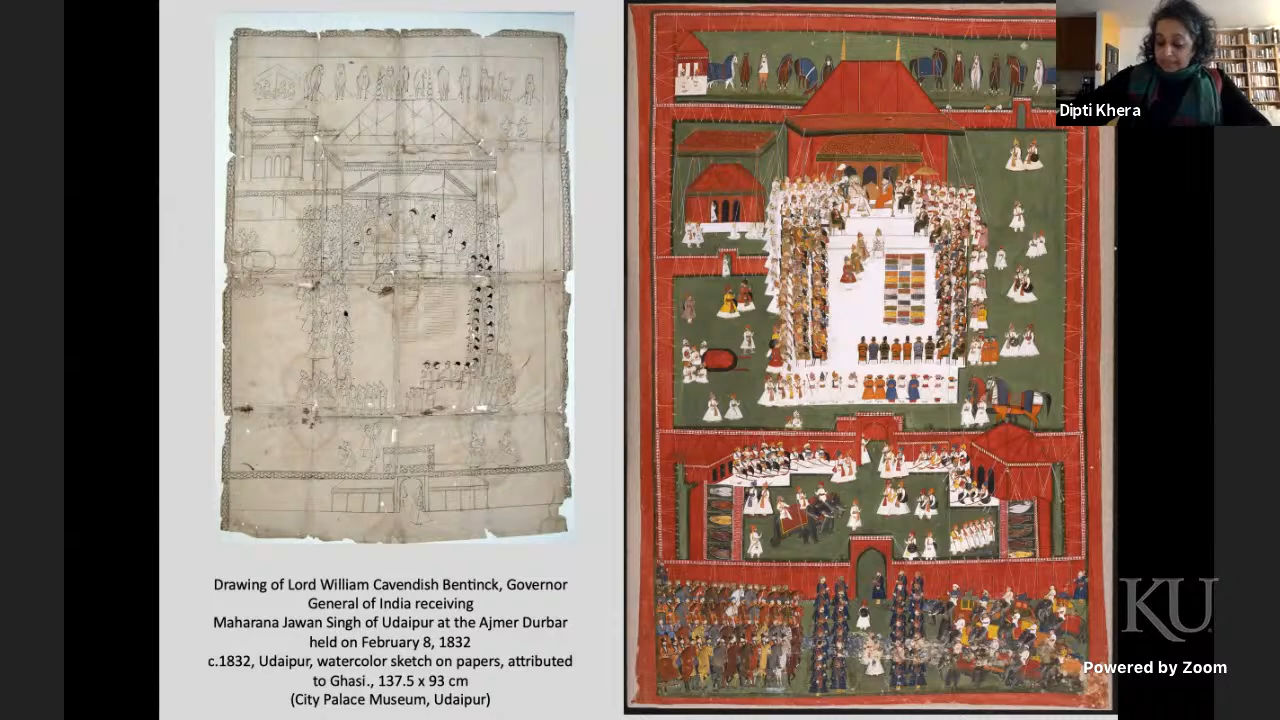 Dipti Khera
Drawing of Lord William Cavendish Bentinck, Governor
General of India receiving
Maharana Jawan Singh of Udaipur at the Ajmer Durbar
held on February 8, 1832
c.1832, Udaipur, watercolor sketch on papers, attributed
to Ghasi., 137.5 x 93 cm
(City Palace Museum, Udaipur)
KU
Powered by Zoom